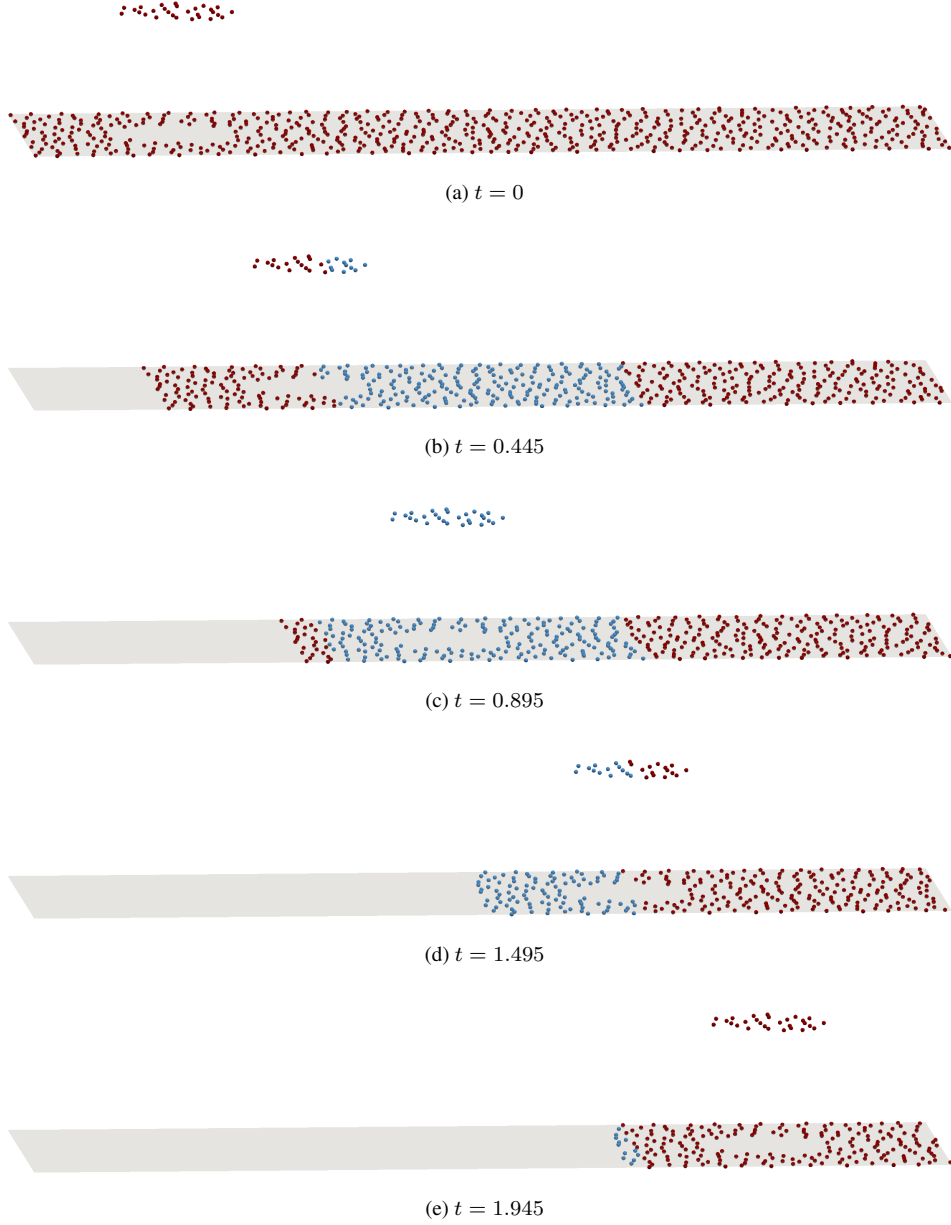 (a) t = 0
(b) t = 0.445
(c) t = 0.895
(d) t = 1.495
(e) t = 1.945